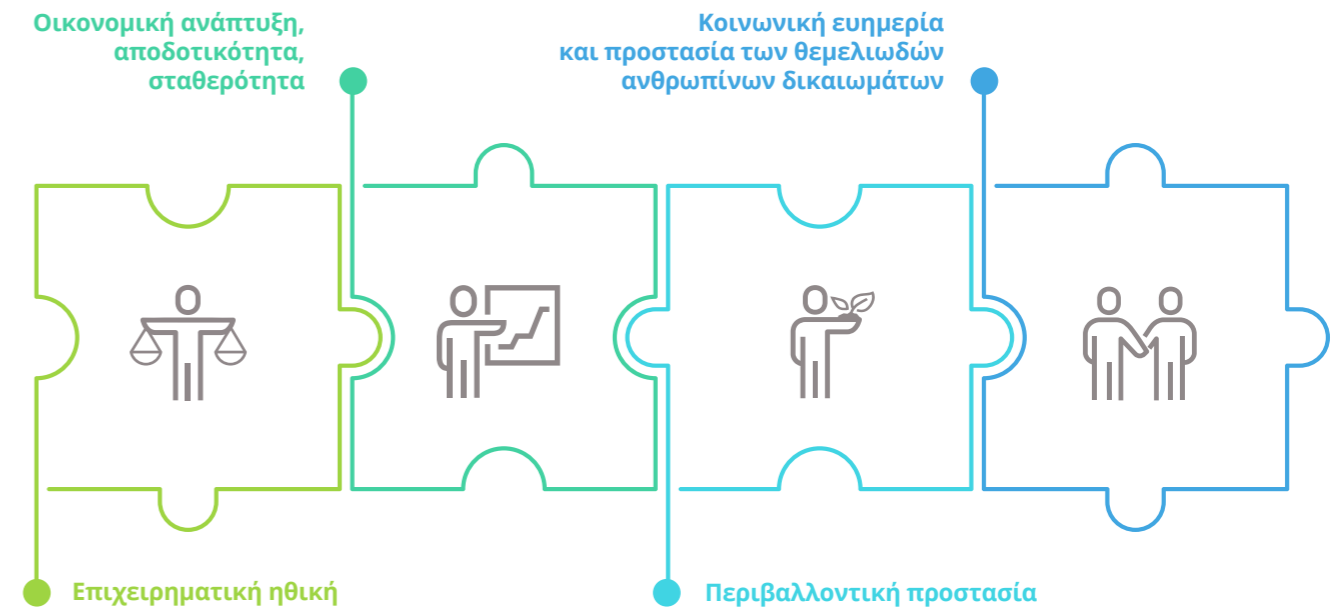 Οικονομική ανάπτυξη,
αποδοτικότητα,
σταθερότητα
Κοινωνική ευημερία
και προστασία των θεμελιωδών
ανθρωπίνων δικαιωμάτων
Επιχειρηματική ηθική
Περιβαλλοντική προστασία